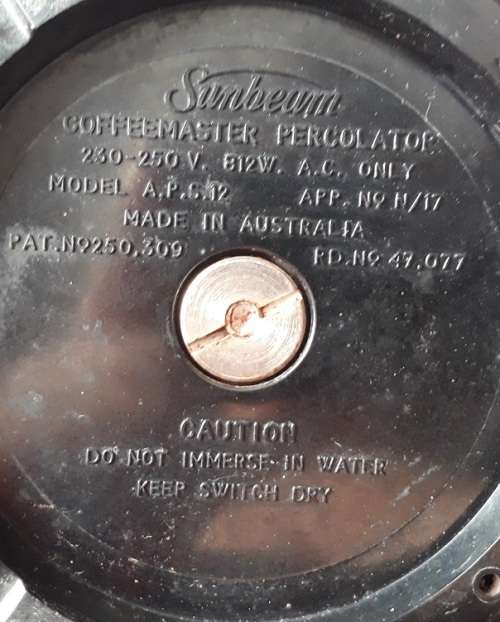 Sunbeam
COFFEEMASTER PERCOLATOR
230-250 V. 812W. A.C. ONLY
MODEL A.P.S.12 APP. NO N/17
MADE IN AUSTRALIA
PAT.NO250,309 RD.NO 47,077
CAUTION
DO NOT IMMERSE IN WATER
KEEP SWITCH DRY